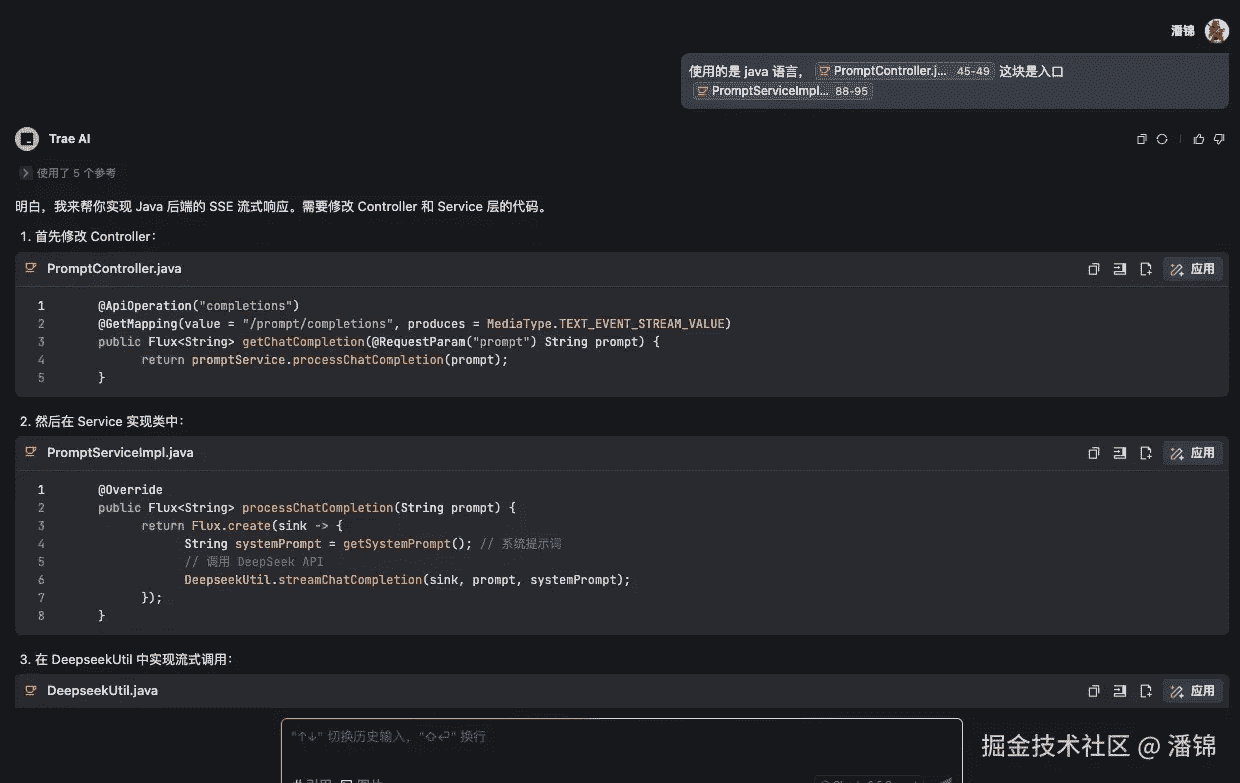 潘锦
使用的是 java 语言， PromptController.j... 45-49 这块是入口
PromptServiceImpl... 88-95
Trae AI
使用了 5 个参考
明白，我来帮你实现 Java 后端的 SSE 流式响应。需要修改 Controller 和 Service 层的代码。
1. 首先修改 Controller：
PromptController.java 应用
1 @ApiOperation("completions")
2 @GetMapping(value = "/prompt/completions", produces = MediaType.TEXT_EVENT_STREAM_VALUE)
3 public Flux<String> getChatCompletion(@RequestParam("prompt") String prompt) {
4 return promptService.processChatCompletion(prompt);
5 }
2. 然后在 Service 实现类中：
PromptServiceImpl.java 应用
1 @Override
2 public Flux<String> processChatCompletion(String prompt) {
3 return Flux.create(sink -> {
4 String systemPrompt = getSystemPrompt(); // 系统提示词
5 // 调用 DeepSeek API
6 DeepseekUtil.streamChatCompletion(sink, prompt, systemPrompt);
7 });
8 }
3. 在 DeepseekUtil 中实现流式调用：
DeepseekUtil.java 应用
"↑↓" 切换历史输入，"⇧⏎" 换行
掘金技术社区 @ 潘锦